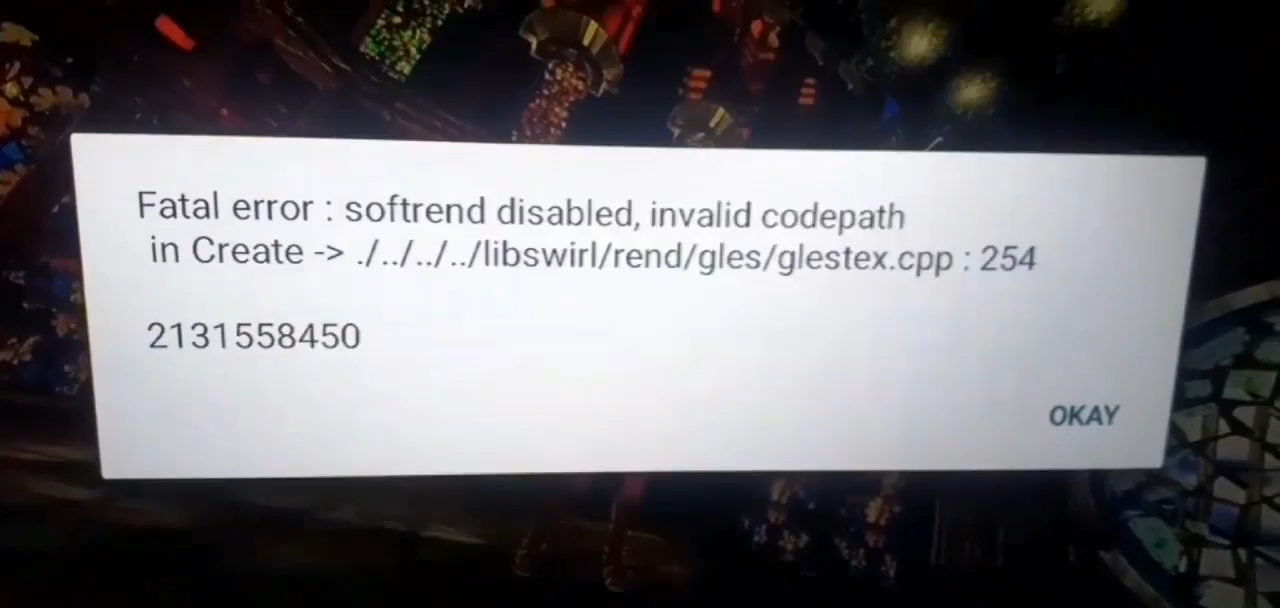 Fatal error : softrend disabled, invalid codepath
in Create -> ./../../../libswirl/rend/gles/glestex.cpp : 254
2131558450
OKAY